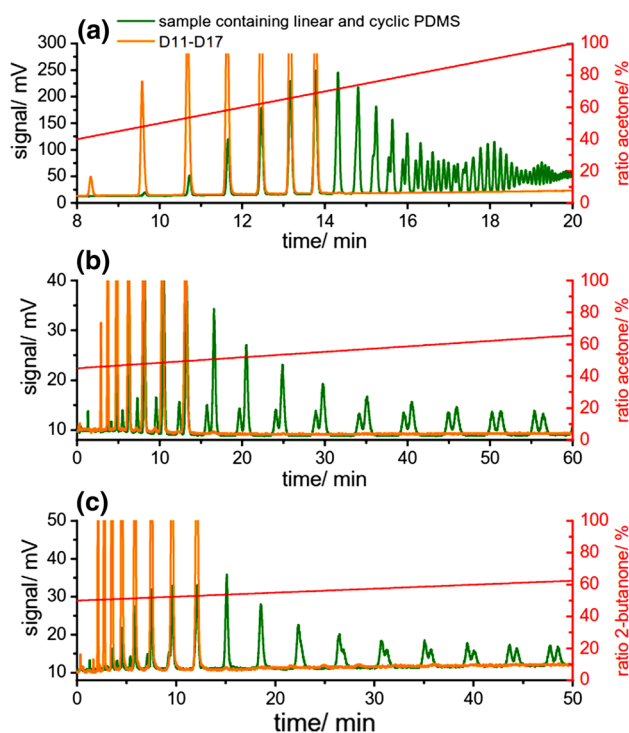 sample containing linear and cyclic PDMS
D11-D17
(a)
300
250
200
150
100
50
0
signal/ mV
100
80
60
40
20
0
ratio acetone/ %
8 10 12 14 16 18 20
time/ min
(b)
40
30
20
10
signal/ mV
100
80
60
40
20
0
ratio acetone/ %
0 10 20 30 40 50 60
time/ min
(c)
50
40
30
20
10
signal/ mV
100
80
60
40
20
0
ratio 2-butanone/ %
0 10 20 30 40 50
time/ min